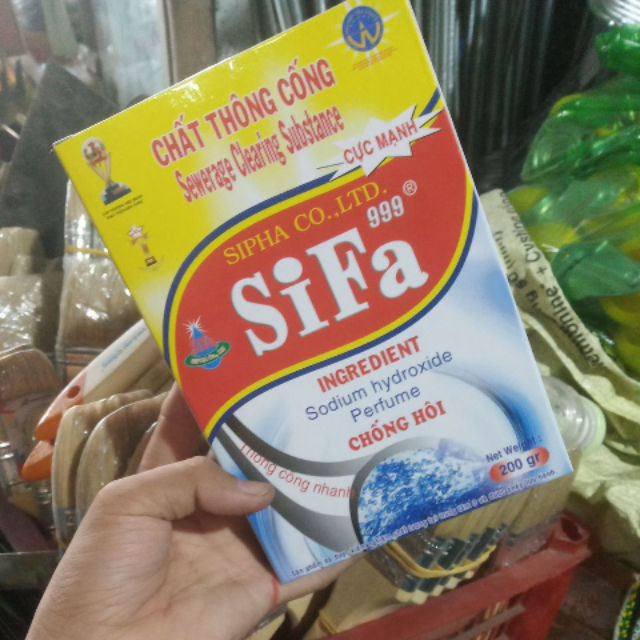 CHẤT THÔNG CỐNG
Sewerage Clearing Substance
CỰC MẠNH
SIPHA CO.,LTD.
999®
SiFa
INGREDIENT
Sodium hydroxide
Perfume
CHỐNG HÔI
Thông cống nhanh
Net Weight:
200 gr